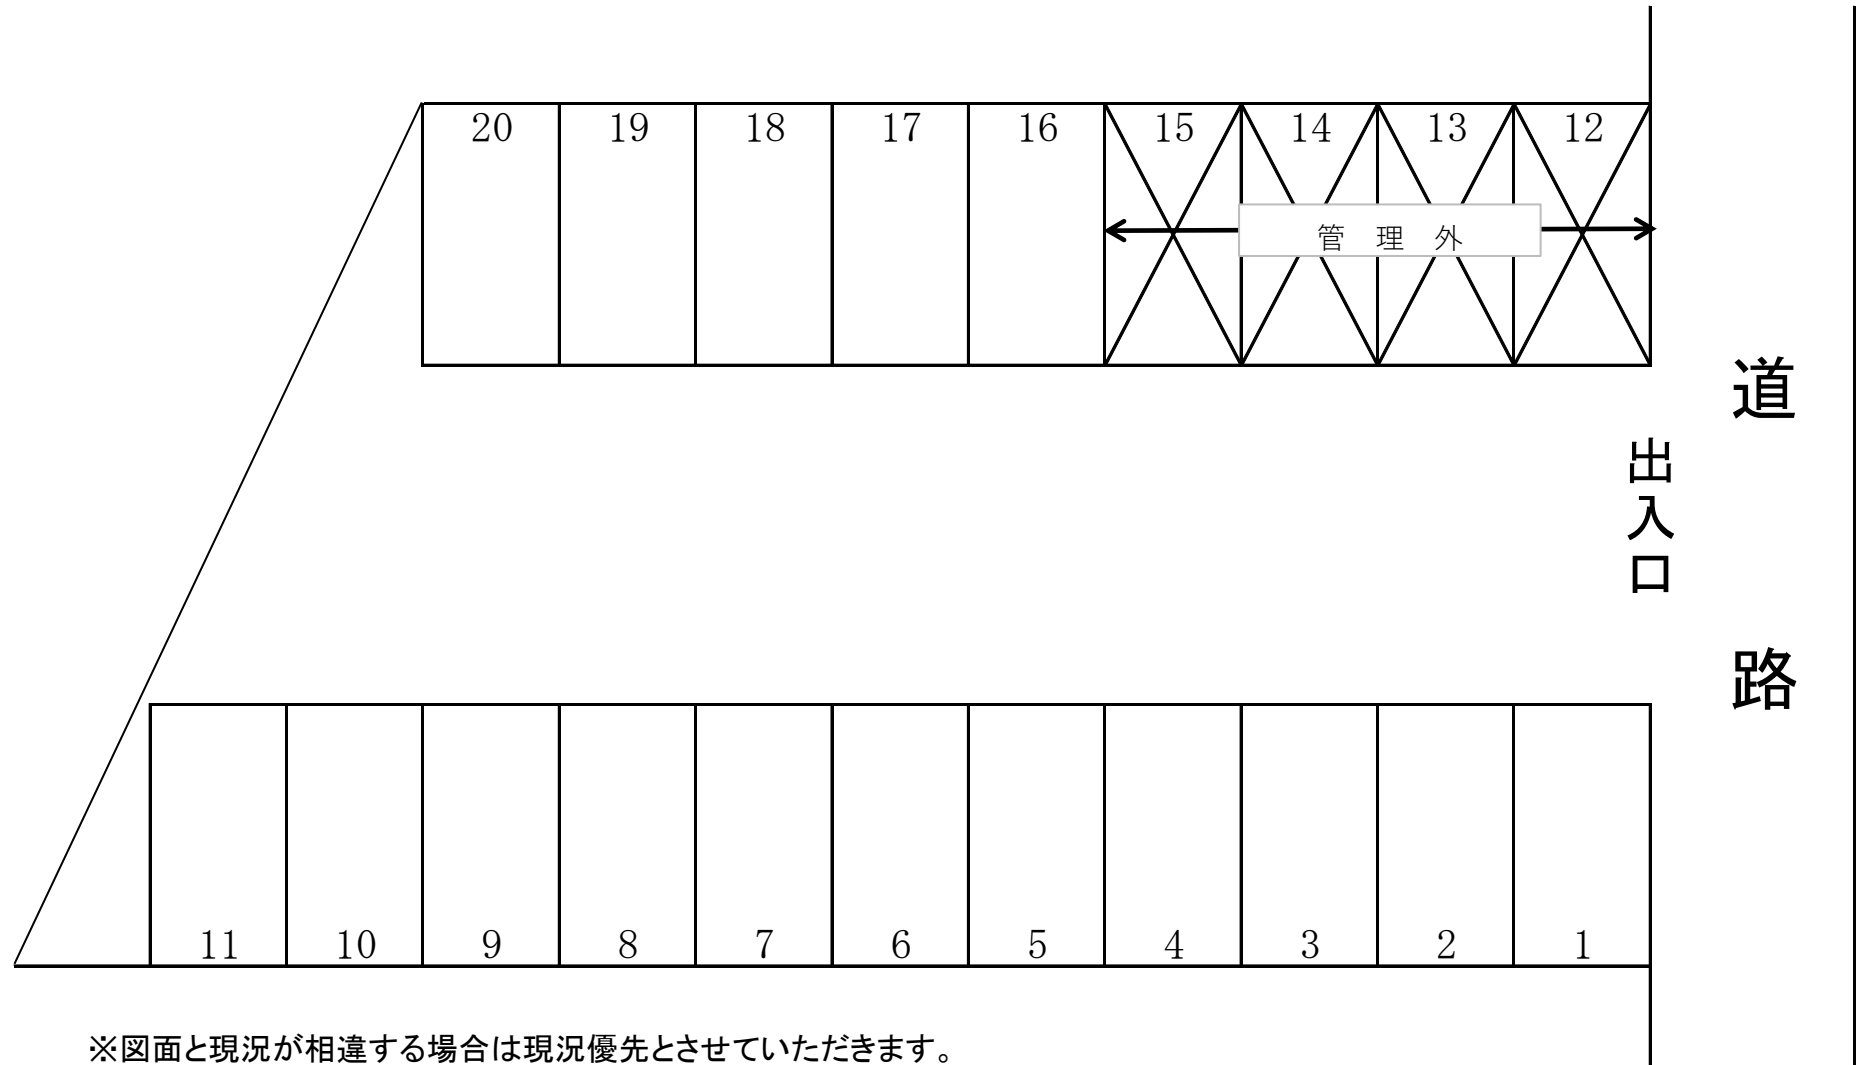 20 19 18 17 16 15 14 13 12
管 理 外
道
路
出入口
11 10 9 8 7 6 5 4 3 2 1
※図面と現況が相違する場合は現況優先とさせていただきます。